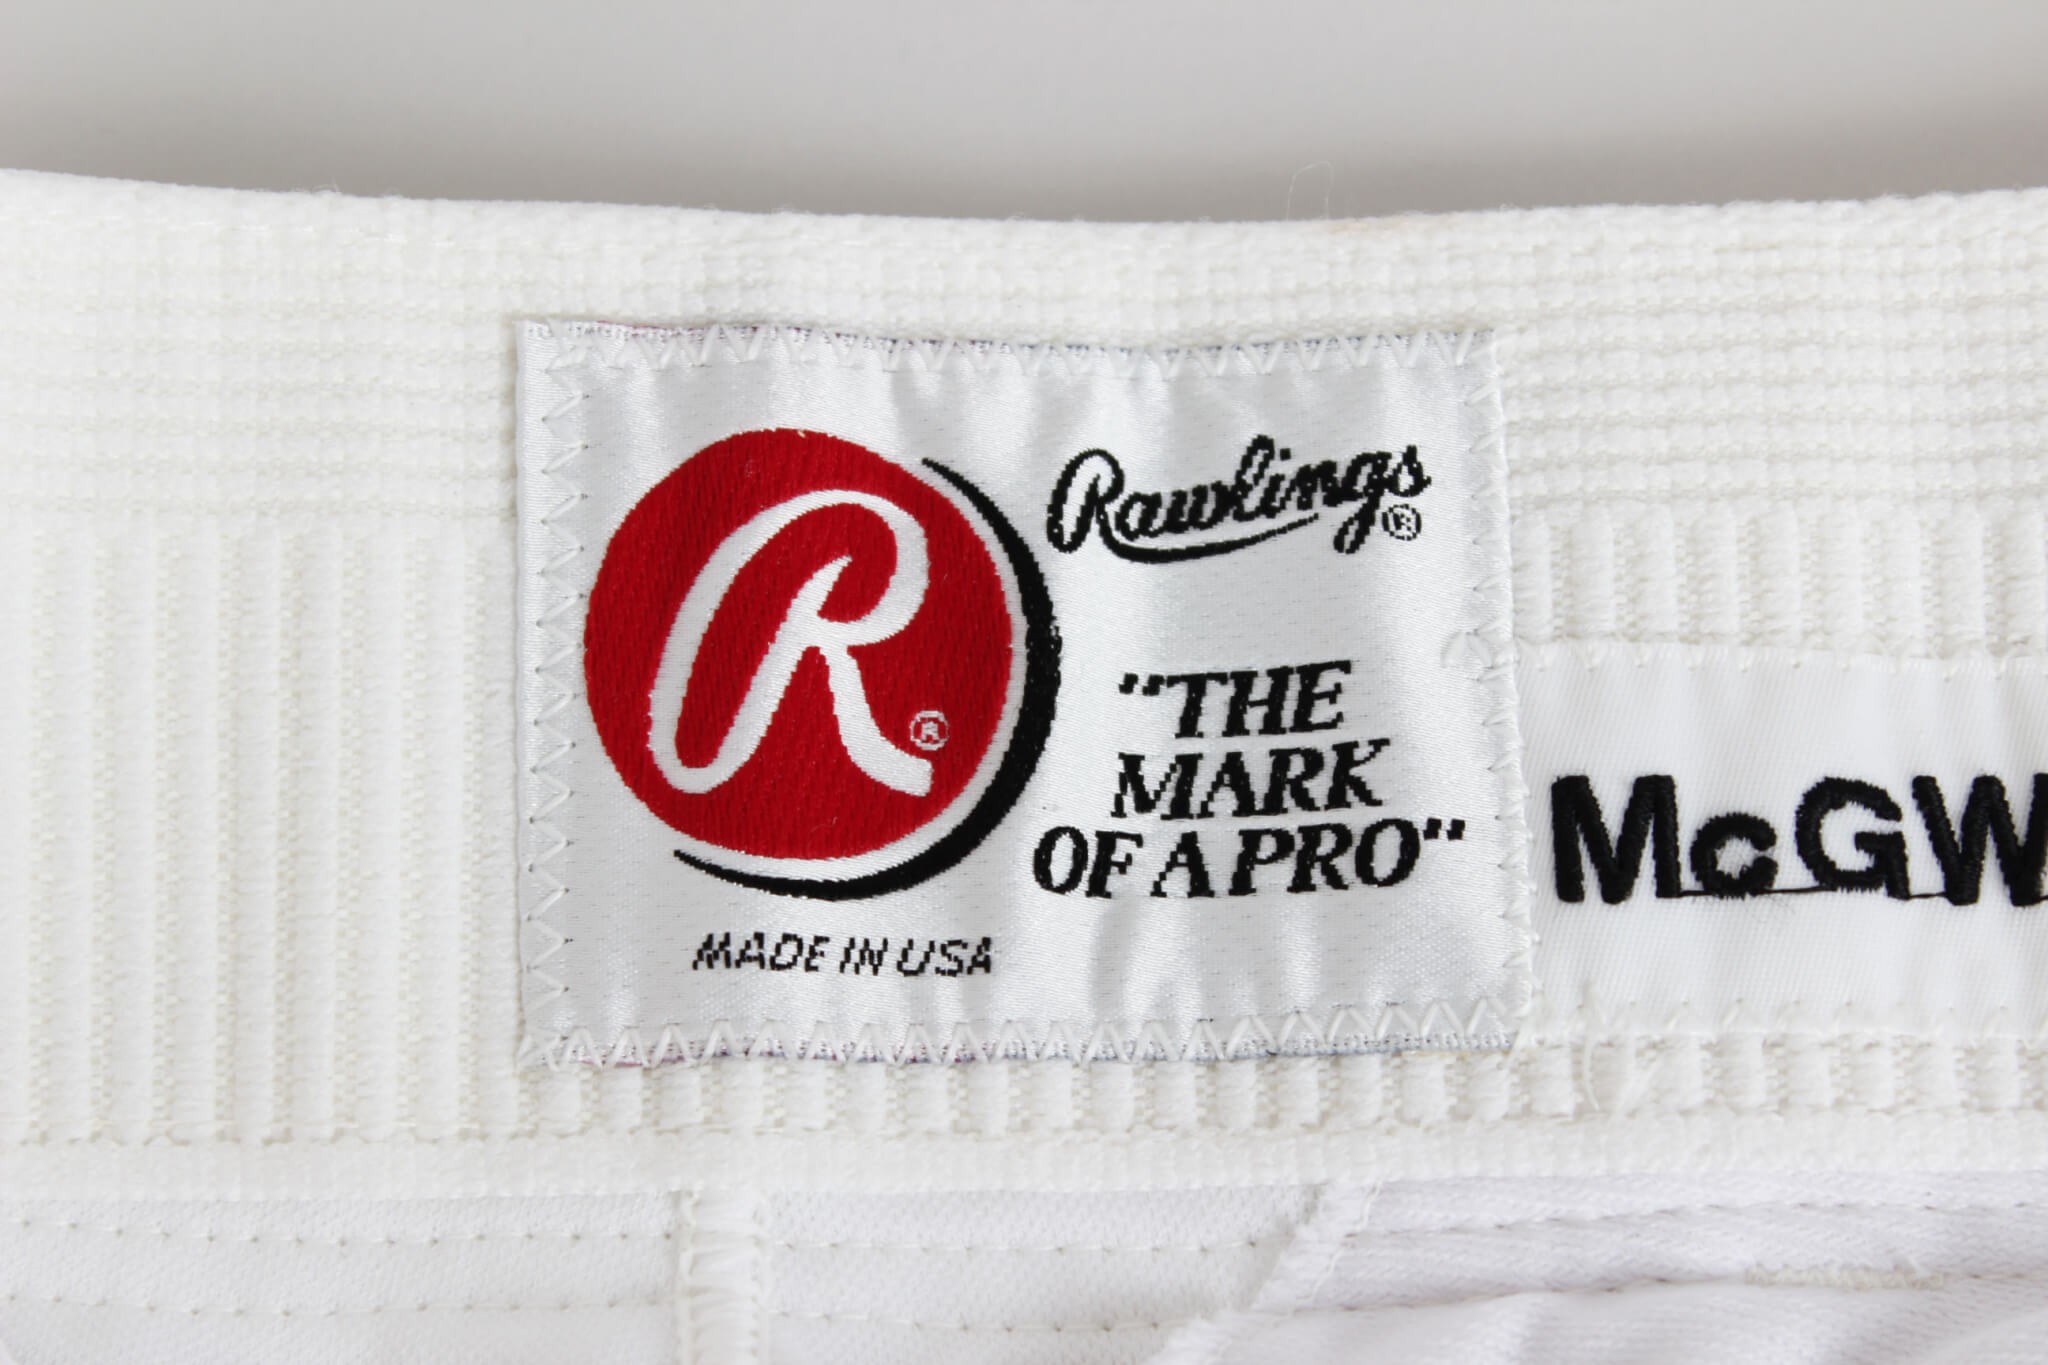 Rawlings®
R®
"THE
MARK
OF A PRO"
MADE IN USA
McGW